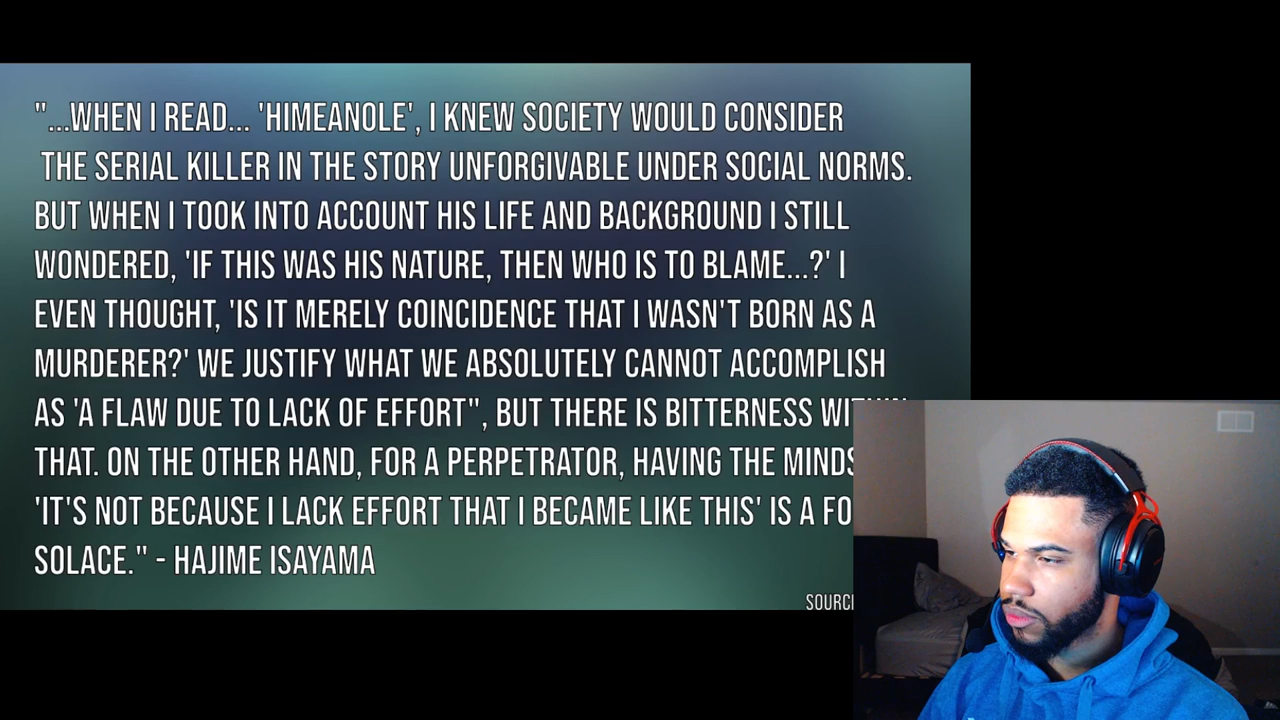 "...WHEN I READ... 'HIMEANOLE', I KNEW SOCIETY WOULD CONSIDER
THE SERIAL KILLER IN THE STORY UNFORGIVABLE UNDER SOCIAL NORMS.
BUT WHEN I TOOK INTO ACCOUNT HIS LIFE AND BACKGROUND I STILL
WONDERED, 'IF THIS WAS HIS NATURE, THEN WHO IS TO BLAME...?' I
EVEN THOUGHT, 'IS IT MERELY COINCIDENCE THAT I WASN'T BORN AS A
MURDERER?' WE JUSTIFY WHAT WE ABSOLUTELY CANNOT ACCOMPLISH
AS 'A FLAW DUE TO LACK OF EFFORT", BUT THERE IS BITTERNESS
THAT. ON THE OTHER HAND, FOR A PERPETRATOR, HAVING THE
'IT'S NOT BECAUSE I LACK EFFORT THAT I BECAME LIKE THIS' IS A
SOLACE." - HAJIME ISAYAMA